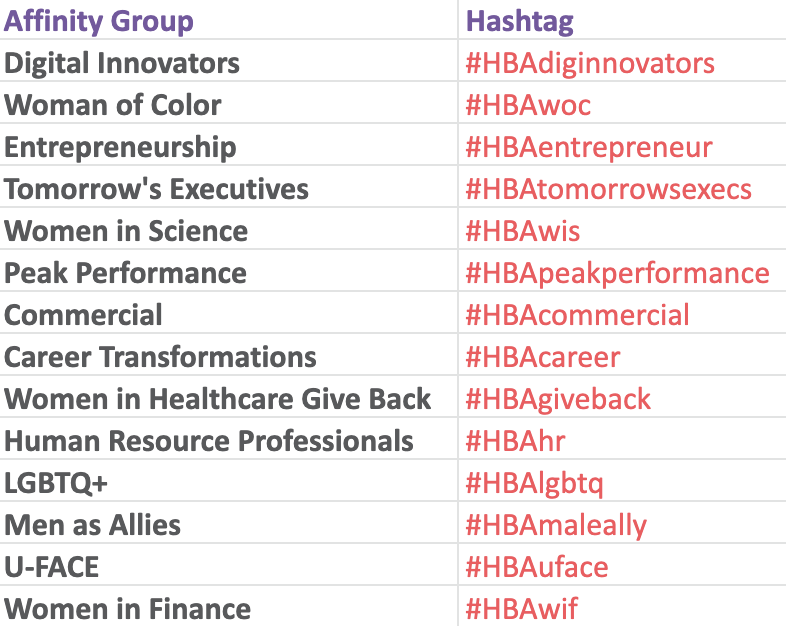 Affinity Group Hashtag
Digital Innovators #HBAdiginnovators
Woman of Color #HBAwoc
Entrepreneurship #HBAentrepreneur
Tomorrow's Executives #HBAtomorrowsexecs
Women in Science #HBAwis
Peak Performance #HBApeakperformance
Commercial #HBAcommercial
Career Transformations #HBAcareer
Women in Healthcare Give Back #HBAgiveback
Human Resource Professionals #HBAhr
LGBTQ+ #HBAlgbtq
Men as Allies #HBAmaleally
U-FACE #HBAuface
Women in Finance #HBAwif